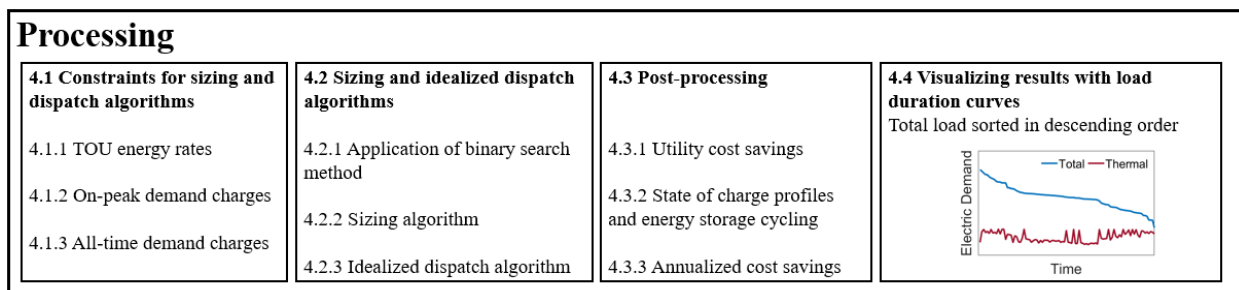 Processing
4.1 Constraints for sizing and
dispatch algorithms
4.1.1 TOU energy rates
4.1.2 On-peak demand charges
4.1.3 All-time demand charges
4.2 Sizing and idealized dispatch
algorithms
4.2.1 Application of binary search
method
4.2.2 Sizing algorithm
4.2.3 Idealized dispatch algorithm
4.3 Post-processing
4.3.1 Utility cost savings
4.3.2 State of charge profiles
and energy storage cycling
4.3.3 Annualized cost savings
4.4 Visualizing results with load
duration curves
Total load sorted in descending order
Total Thermal
Electric Demand
Time